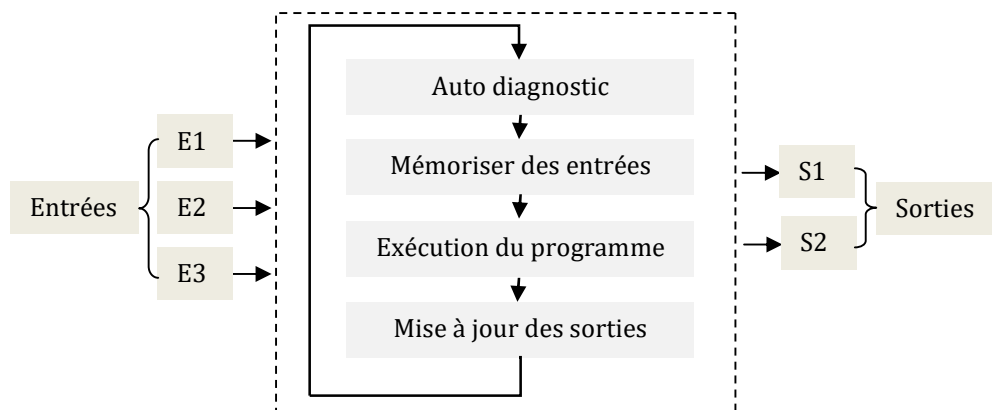 Entrées
E1
E2
E3
Auto diagnostic
Mémoriser des entrées
Exécution du programme
Mise à jour des sorties
S1
S2
Sorties